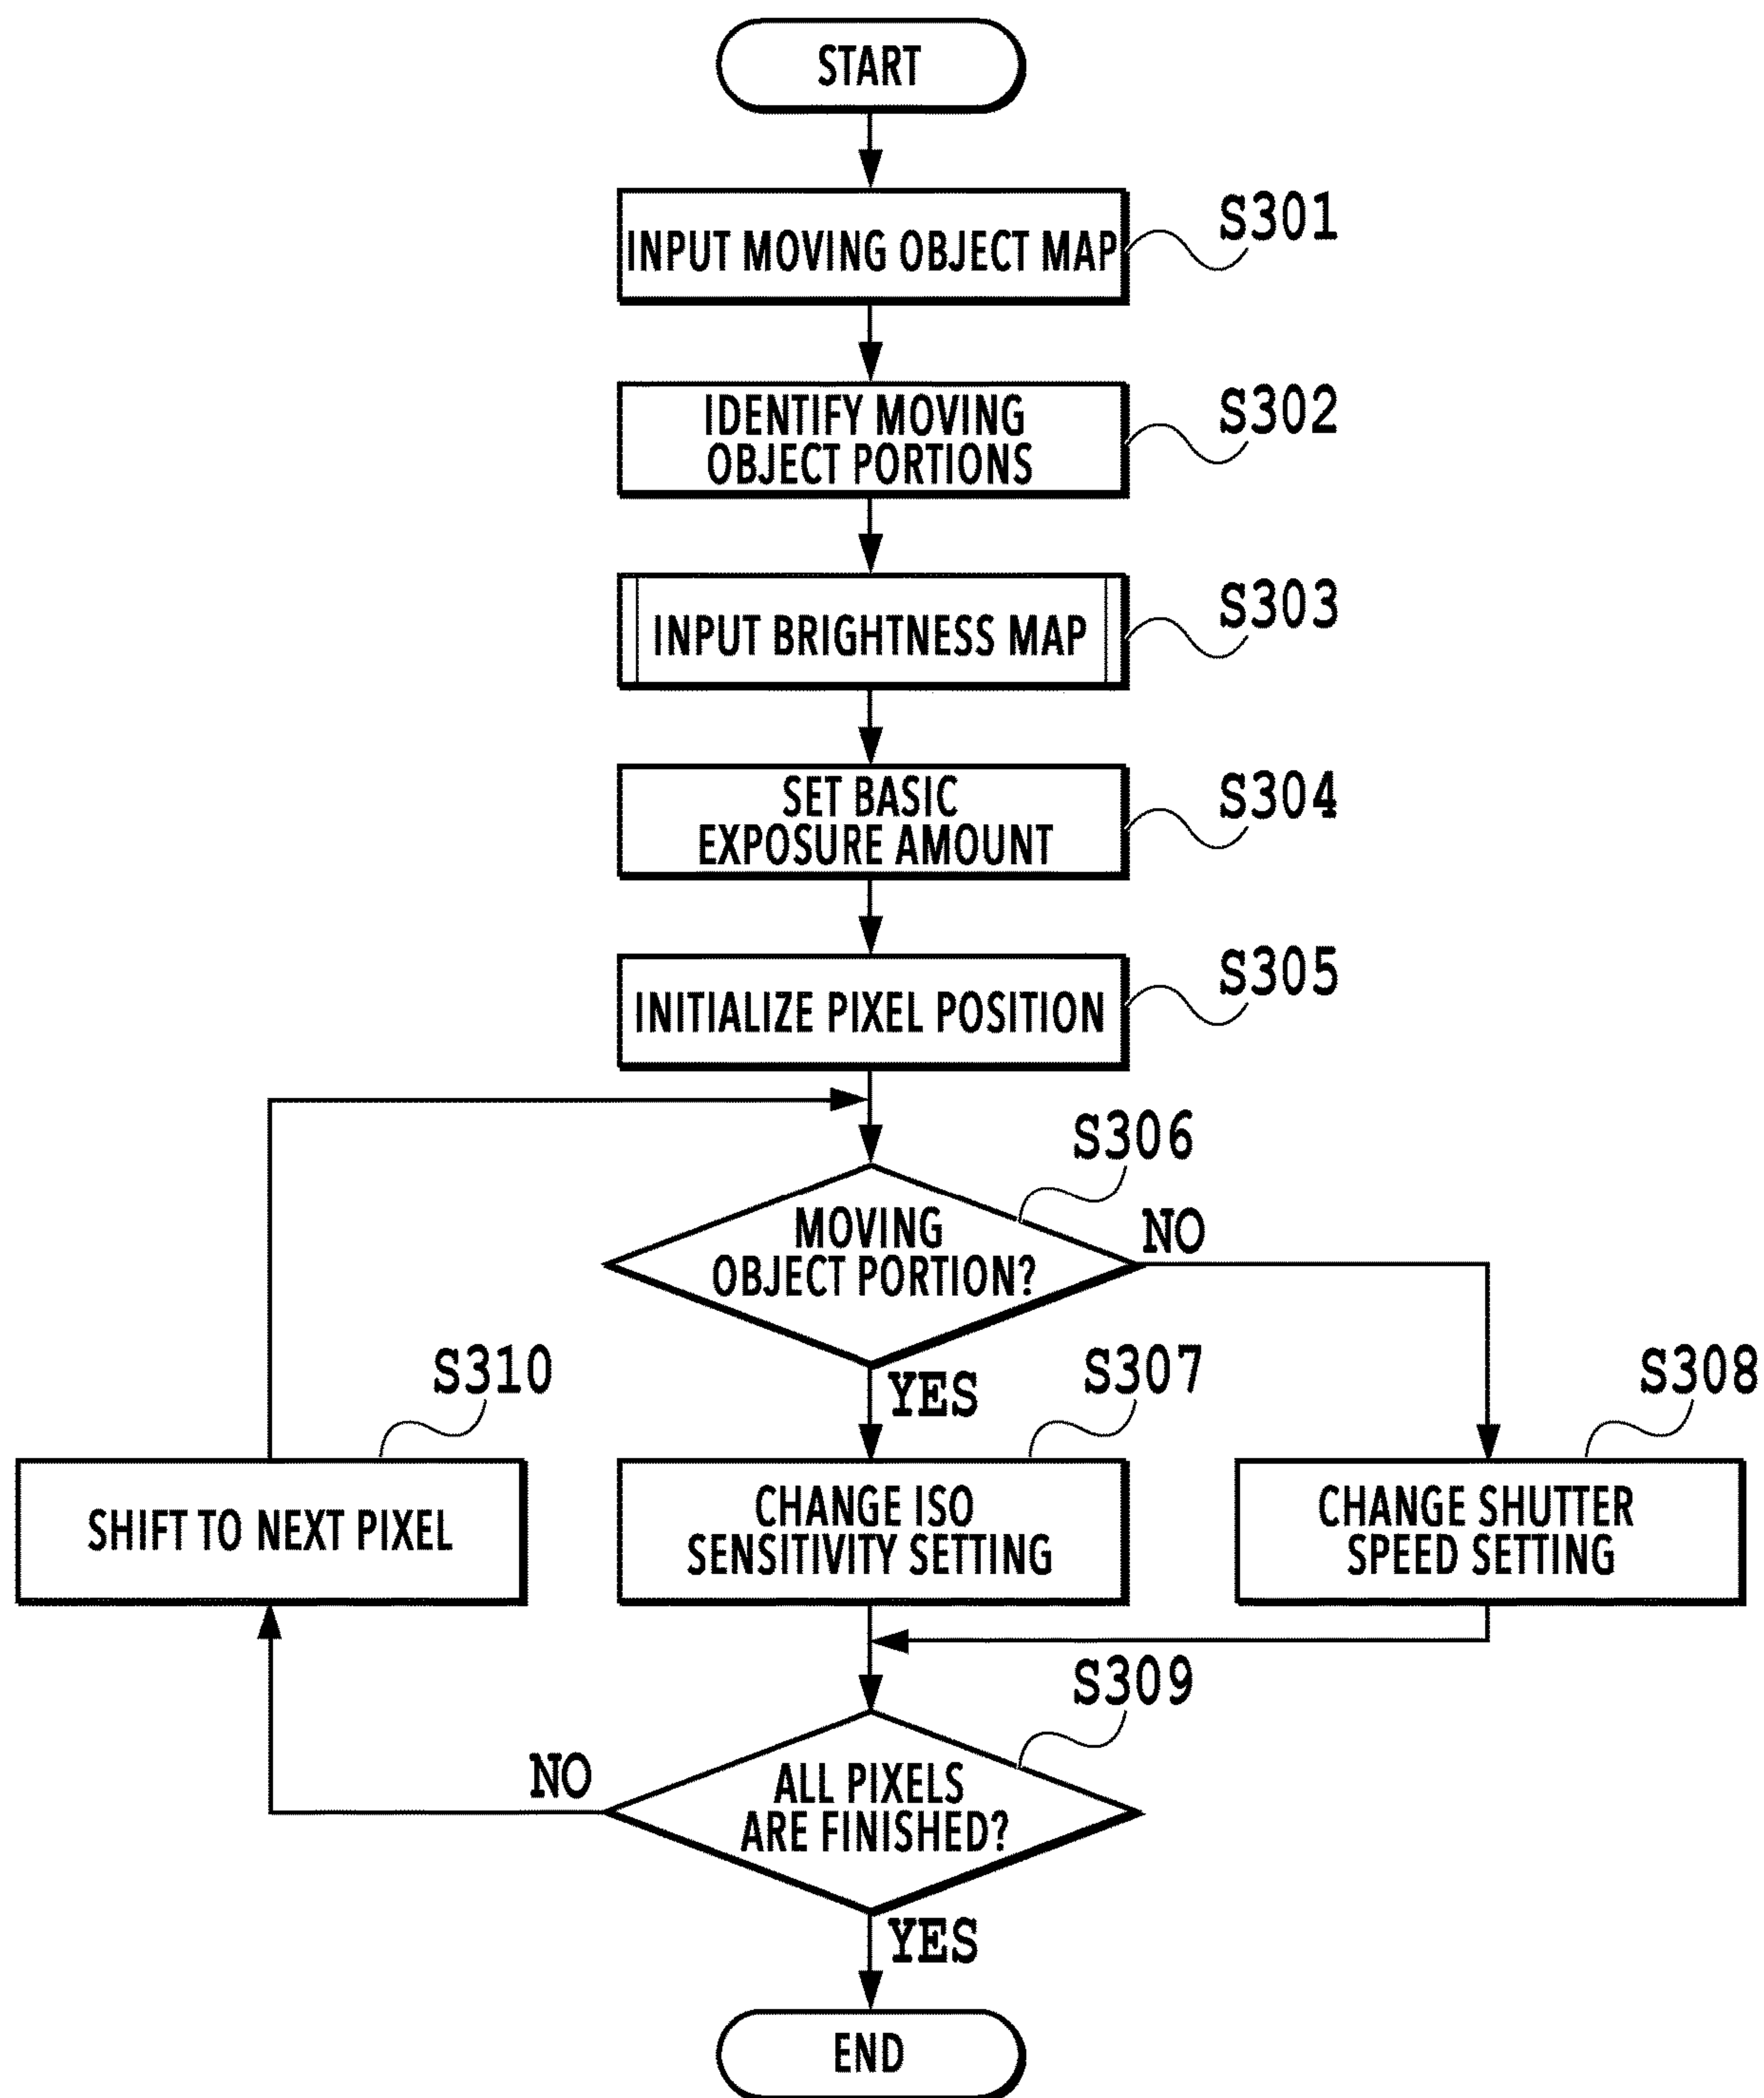 START
INPUT MOVING OBJECT MAP
S301
IDENTIFY MOVING
OBJECT PORTIONS
S302
INPUT BRIGHTNESS MAP
S303
SET BASIC
EXPOSURE AMOUNT
S304
INITIALIZE PIXEL POSITION
S305
S306
MOVING
OBJECT PORTION?
NO
YES
S310
SHIFT TO NEXT PIXEL
S307
CHANGE ISO
SENSITIVITY SETTING
S308
CHANGE SHUTTER
SPEED SETTING
S309
ALL PIXELS
ARE FINISHED?
NO
YES
END